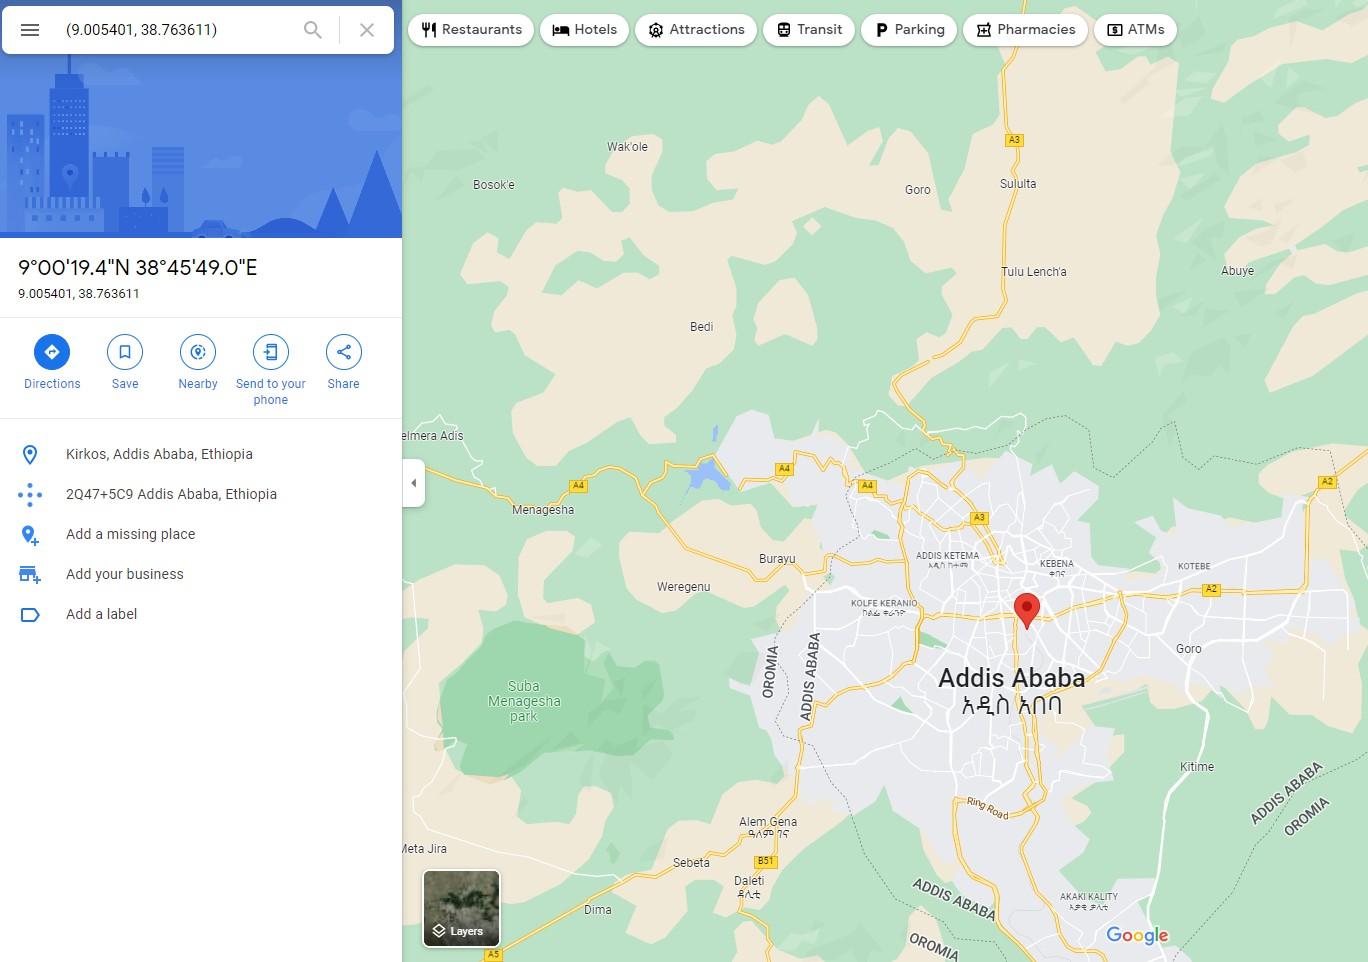 (9.005401, 38.763611)
Restaurants
Hotels
Attractions
Transit
Parking
Pharmacies
ATMs
9°00'19.4"N 38°45'49.0"E
9.005401, 38.763611
Directions
Save
Nearby
Send to your
phone
Share
Kirkos, Addis Ababa, Ethiopia
2Q47+5C9 Addis Ababa, Ethiopia
Add a missing place
Add your business
Add a label
A3
Wak'ole
Bosok'e
Goro
Sululta
Tulu Lench'a
Abuye
Bedi
elmera Adis
A4
A4
A4
A2
Menagesha
A3
Burayu
ADDIS KETEMA
አዲስ ከተማ
KEBENA
ቀበና
KOTEBE
Weregenu
A2
KOLFE KERANIO
ኮልፌ ቀራንዮ
Goro
OROMIA
ADDIS ABABA
Addis Ababa
አዲስ አበባ
Suba
Menagesha
park
Kitime
ADDIS ABABA
OROMIA
Ring Road
Alem Gena
ዓለም ገና
Meta Jira
Sebeta
B51
Daleti
ዳሊቲ
ADDIS ABABA
OROMIA
AKAKI KALITY
አቃቂ ቃሊቲ
Dima
Layers
A5
Google